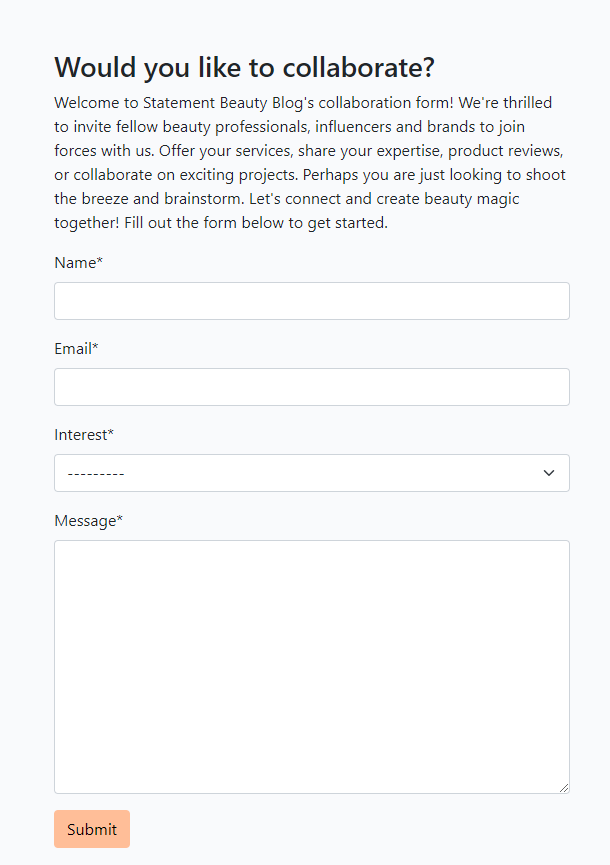 Would you like to collaborate?
Welcome to Statement Beauty Blog's collaboration form! We're thrilled
to invite fellow beauty professionals, influencers and brands to join
forces with us. Offer your services, share your expertise, product reviews,
or collaborate on exciting projects. Perhaps you are just looking to shoot
the breeze and brainstorm. Let's connect and create beauty magic
together! Fill out the form below to get started.
Name*
Email*
Interest*
---------
Message*
Submit